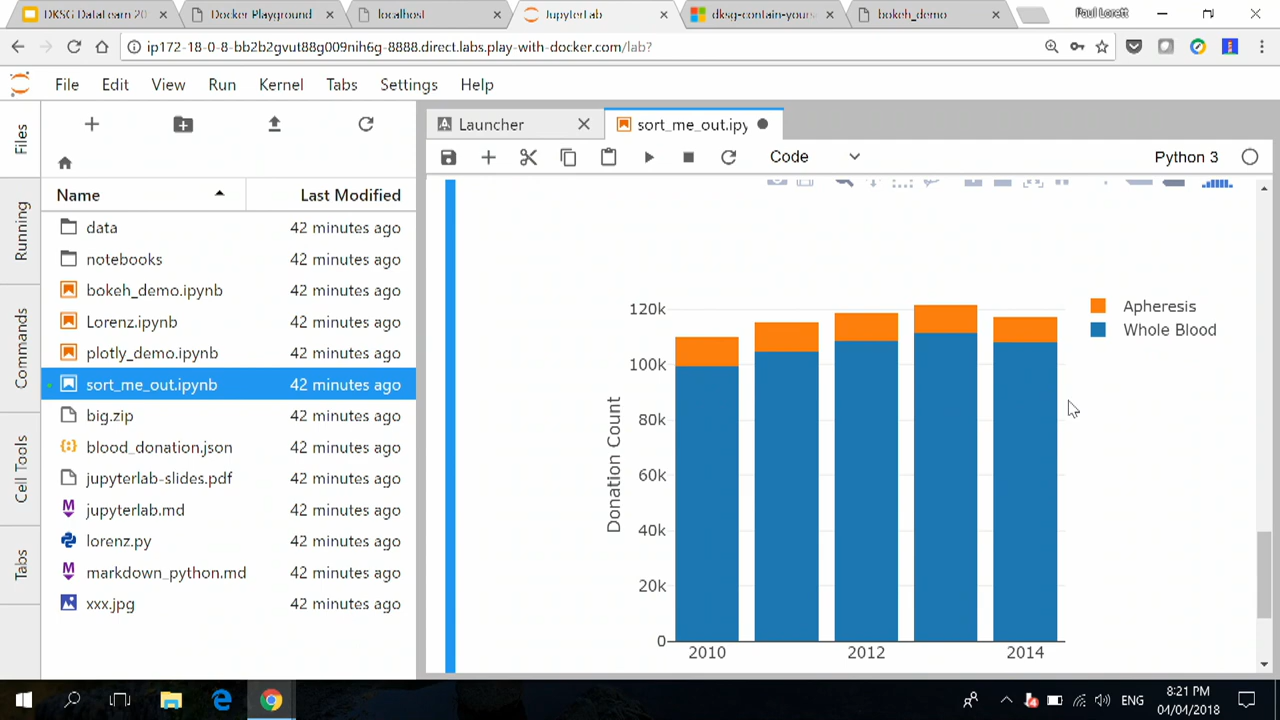 DKSG DataLearn 20
Docker Playground
localhost
JupyterLab
dksg-contain-yours
bokeh_demo
Paul Lorett
ip172-18-0-8-bb2b2gvut88g009nih6g-8888.direct.labs.play-with-docker.com/lab?
File Edit View Run Kernel Tabs Settings Help
Files
Running
Commands
Cell Tools
Tabs
Name Last Modified
data 42 minutes ago
notebooks 42 minutes ago
bokeh_demo.ipynb 42 minutes ago
Lorenz.ipynb 42 minutes ago
plotly_demo.ipynb 42 minutes ago
sort_me_out.ipynb 42 minutes ago
big.zip 42 minutes ago
blood_donation.json 42 minutes ago
jupyterlab-slides.pdf 42 minutes ago
jupyterlab.md 42 minutes ago
lorenz.py 42 minutes ago
markdown_python.md 42 minutes ago
xxx.jpg 42 minutes ago
Launcher
sort_me_out.ipy
Code
Python 3
120k
100k
80k
60k
40k
20k
0
Donation Count
2010 2012 2014
Apheresis
Whole Blood
ENG
8:21 PM
04/04/2018